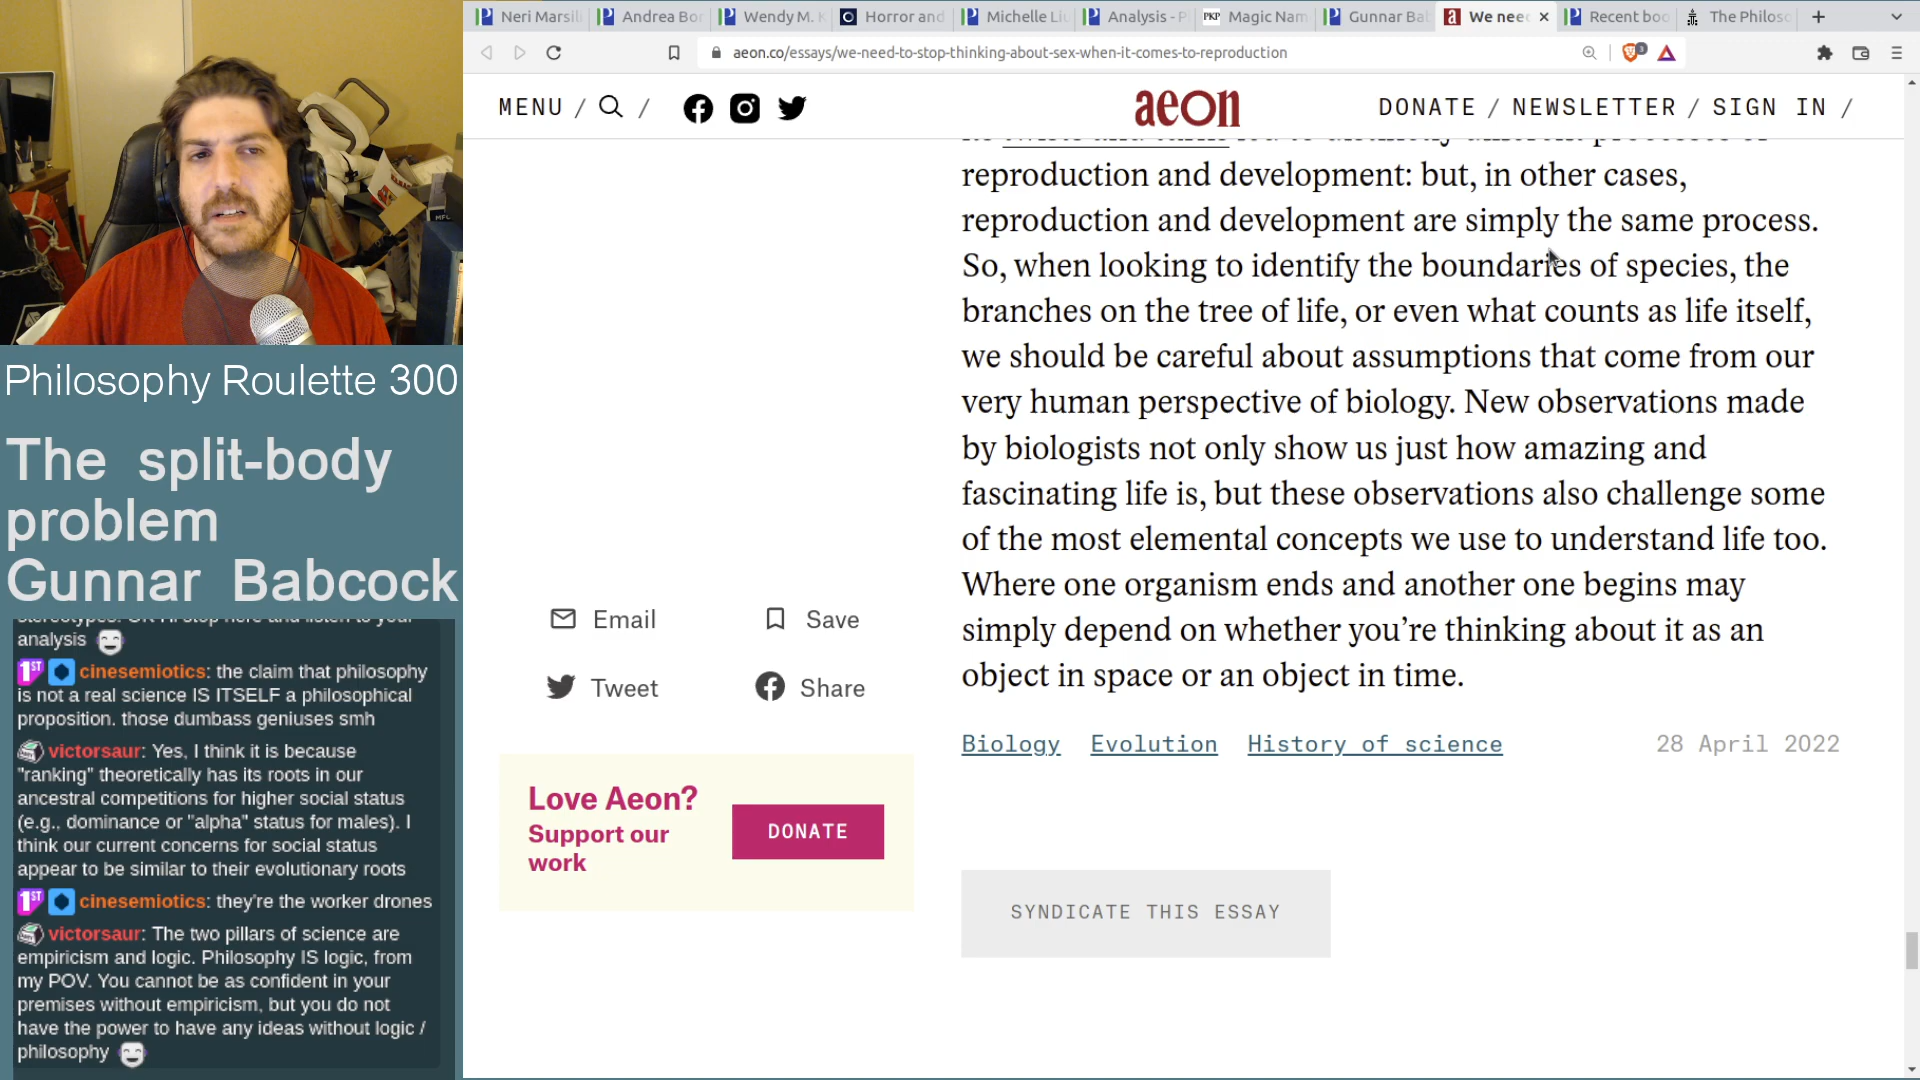 Neri Marsil
Andrea Bor
Wendy M. K
Horror and
Michelle Liu
Analysis - P
PKP Magic Nam
Gunnar Bab
We need
Recent boo
The Philoso
aeon.co/essays/we-need-to-stop-thinking-about-sex-when-it-comes-to-reproduction
3
MENU /
/
aeon
DONATE / NEWSLETTER / SIGN IN /
reproduction and development: but, in other cases,
reproduction and development are simply the same process.
So, when looking to identify the boundaries of species, the
branches on the tree of life, or even what counts as life itself,
we should be careful about assumptions that come from our
very human perspective of biology. New observations made
by biologists not only show us just how amazing and
fascinating life is, but these observations also challenge some
of the most elemental concepts we use to understand life too.
Where one organism ends and another one begins may
simply depend on whether you’re thinking about it as an
object in space or an object in time.
Biology Evolution History of science
28 April 2022
SYNDICATE THIS ESSAY
Email
Save
Tweet
Share
Love Aeon?
Support our
work
DONATE
Philosophy Roulette 300
The split-body
problem
Gunnar Babcock
analysis
1ST cinesemiotics: the claim that philosophy
is not a real science IS ITSELF a philosophical
proposition. those dumbass geniuses smh
victorsaur: Yes, I think it is because
"ranking" theoretically has its roots in our
ancestral competitions for higher social status
(e.g., dominance or "alpha" status for males). I
think our current concerns for social status
appear to be similar to their evolutionary roots
1ST cinesemiotics: they're the worker drones
victorsaur: The two pillars of science are
empiricism and logic. Philosophy IS logic, from
my POV. You cannot be as confident in your
premises without empiricism, but you do not
have the power to have any ideas without logic /
philosophy